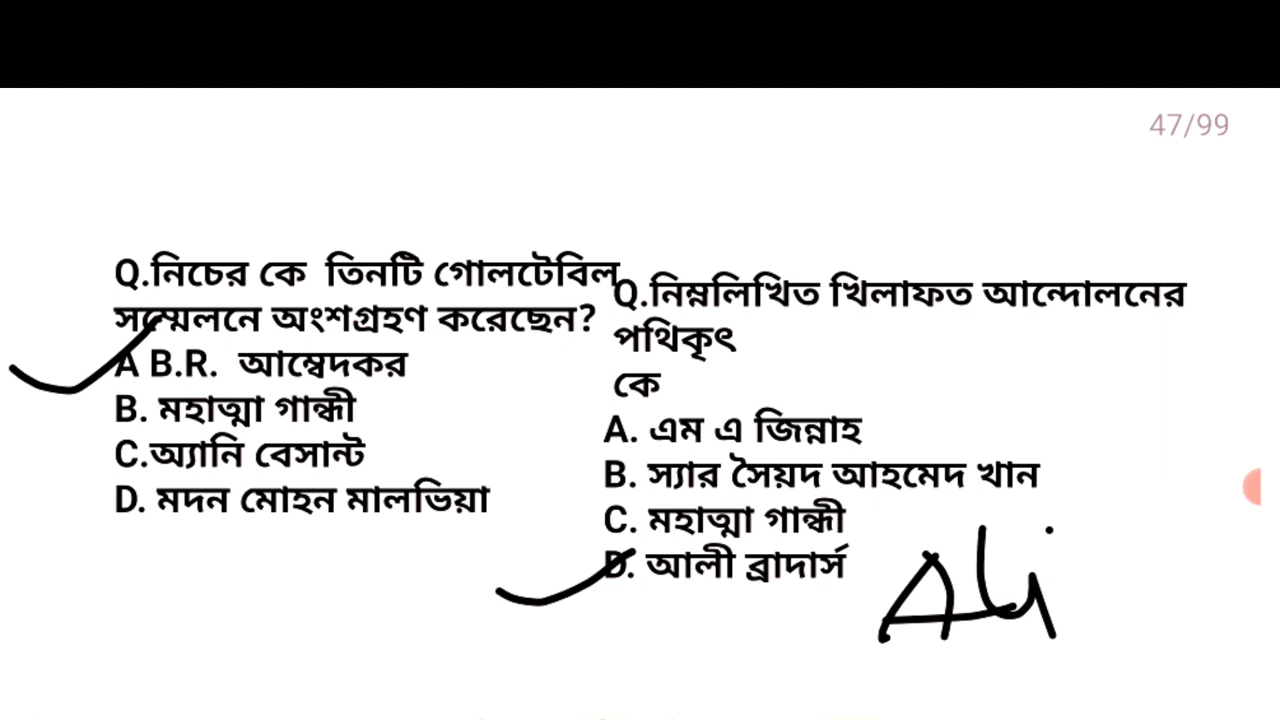 47/99
Q.নিচের কে তিনটি গোলটেবিল
সম্মেলনে অংশগ্রহণ করেছেন?
A B.R. আম্বেদকর
B. মহাত্মা গান্ধী
C.অ্যানি বেসান্ট
D. মদন মোহন মালভিয়া
Q.নিম্নলিখিত খিলাফত আন্দোলনের
পথিকৃৎ
কে
A. এম এ জিন্নাহ
B. স্যার সৈয়দ আহমেদ খান
C. মহাত্মা গান্ধী
D. আলী ব্রাদার্স
Ali